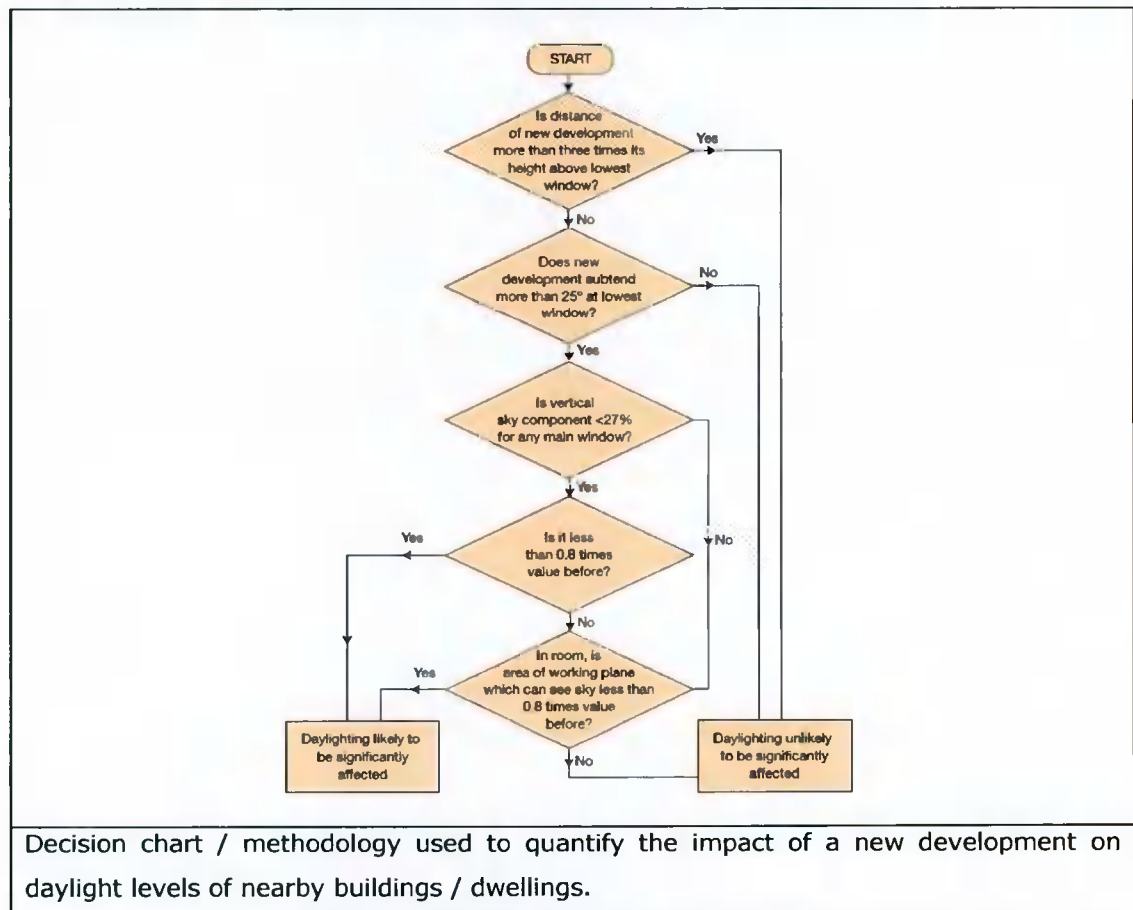 START
Is distance
of new development
more than three times its
height above lowest
window?
Yes
No
Does new
development subtend
more than 25° at lowest
window?
No
Yes
Is vertical
sky component <27%
for any main window?
Yes
No
Is it less
than 0.8 times
value before?
Yes
No
In room, is
area of working plane
which can see sky less than
0.8 times value
before?
Yes
No
Daylighting likely to
be significantly
affected
Daylighting unlikely
to be significantly
affected
Decision chart / methodology used to quantify the impact of a new development on
daylight levels of nearby buildings / dwellings.